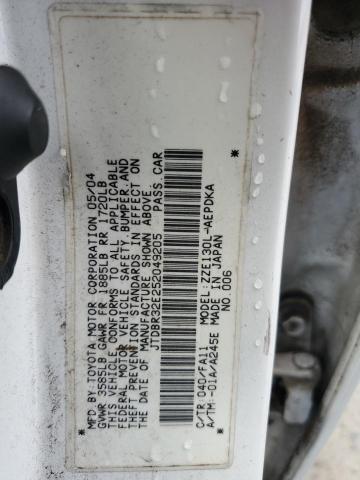 MFD. BY: TOYOTA MOTOR CORPORATION 05/04
GVWR 3585LB GAWR FR 1885LB RR 1720LB
THIS VEHICLE CONFORMS TO ALL APPLICABLE
FEDERAL MOTOR VEHICLE SAFETY, BUMPER, AND
THEFT PREVENTION STANDARDS IN EFFECT ON
THE DATE OF MANUFACTURE SHOWN ABOVE.
JTDBR32E252049205 PASS CAR
* *
C/TR: 040/FA11 ZZE130L-AEPDKA
A/TM: -01A/A245E MADE IN JAPAN
NO. 006